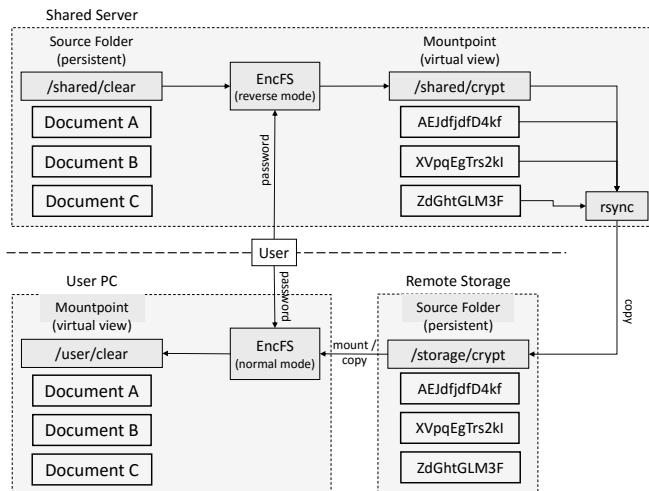 Shared Server
Source Folder
(persistent)
/shared/clear
Document A
Document B
Document C
EncFS
(reverse mode)
password
Mountpoint
(virtual view)
/shared/crypt
AEJdfjdfD4kf
XVpqEgTrs2kI
ZdGhtGLM3F
rsync
User
User PC
Mountpoint
(virtual view)
/user/clear
Document A
Document B
Document C
password
EncFS
(normal mode)
mount /
copy
Remote Storage
Source Folder
(persistent)
/storage/crypt
AEJdfjdfD4kf
XVpqEgTrs2kI
ZdGhtGLM3F
copy